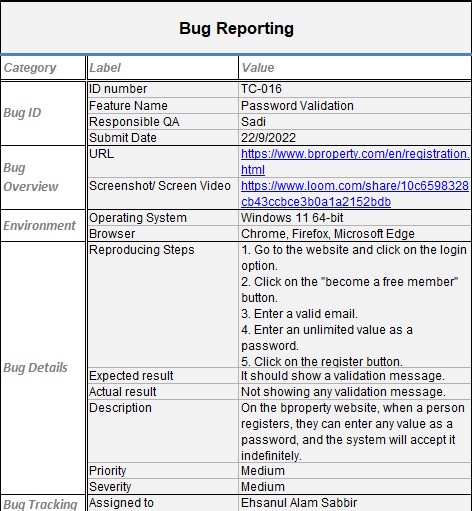 Bug Reporting
Category Label Value
Bug ID
ID number TC-016
Feature Name Password Validation
Responsible QA Sadi
Submit Date 22/9/2022
Bug Overview
URL https://www.bproperty.com/en/registration.
html
Screenshot/ Screen Video https://www.loom.com/share/10c6598328
cb43ccbce3b0a1a2152bdb
Environment
Operating System Windows 11 64-bit
Browser Chrome, Firefox, Microsoft Edge
Bug Details
Reproducing Steps 1. Go to the website and click on the login
option.
2. Click on the "become a free member"
button.
3. Enter a valid email.
4. Enter an unlimited value as a
password.
5. Click on the register button.
Expected result It should show a validation message.
Actual result Not showing any validation message.
Description On the bproperty website, when a person
registers, they can enter any value as a
password, and the system will accept it
indefinitely.
Priority Medium
Severity Medium
Bug Tracking Assigned to Ehsanul Alam Sabbir